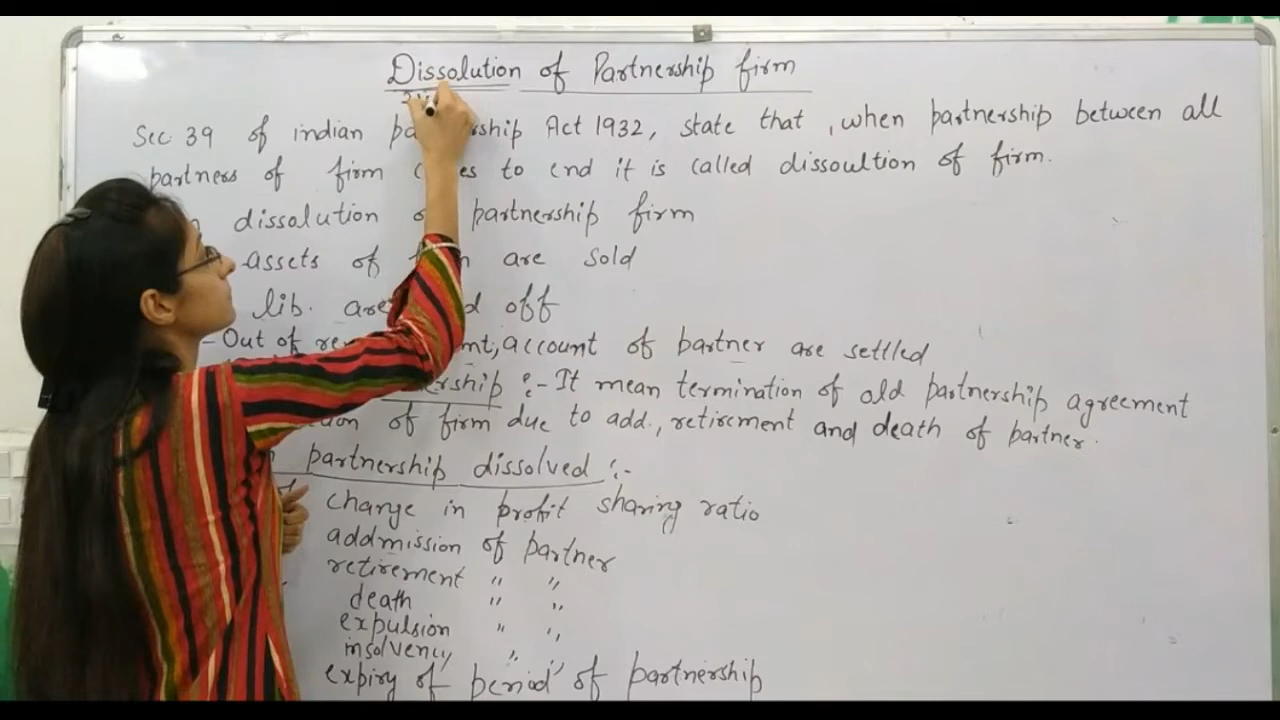 Dissolution of Partnership firm
Sec 39 of indian ship Act 1932, state that , when partnership between all
partners of firm to end it is called dissoultion of firm.
dissolution partnership firm
assets of are sold
lib. are off
- Out of account of partner are settled
:- It mean termination of old partnership agreement
of firm due to add., retirement and death of partner.
partnership dissolved :-
change in profit sharing ratio
addmission of partner
retirement " "
death " "
expulsion " "
insolvency " "
expiry of period of partnership